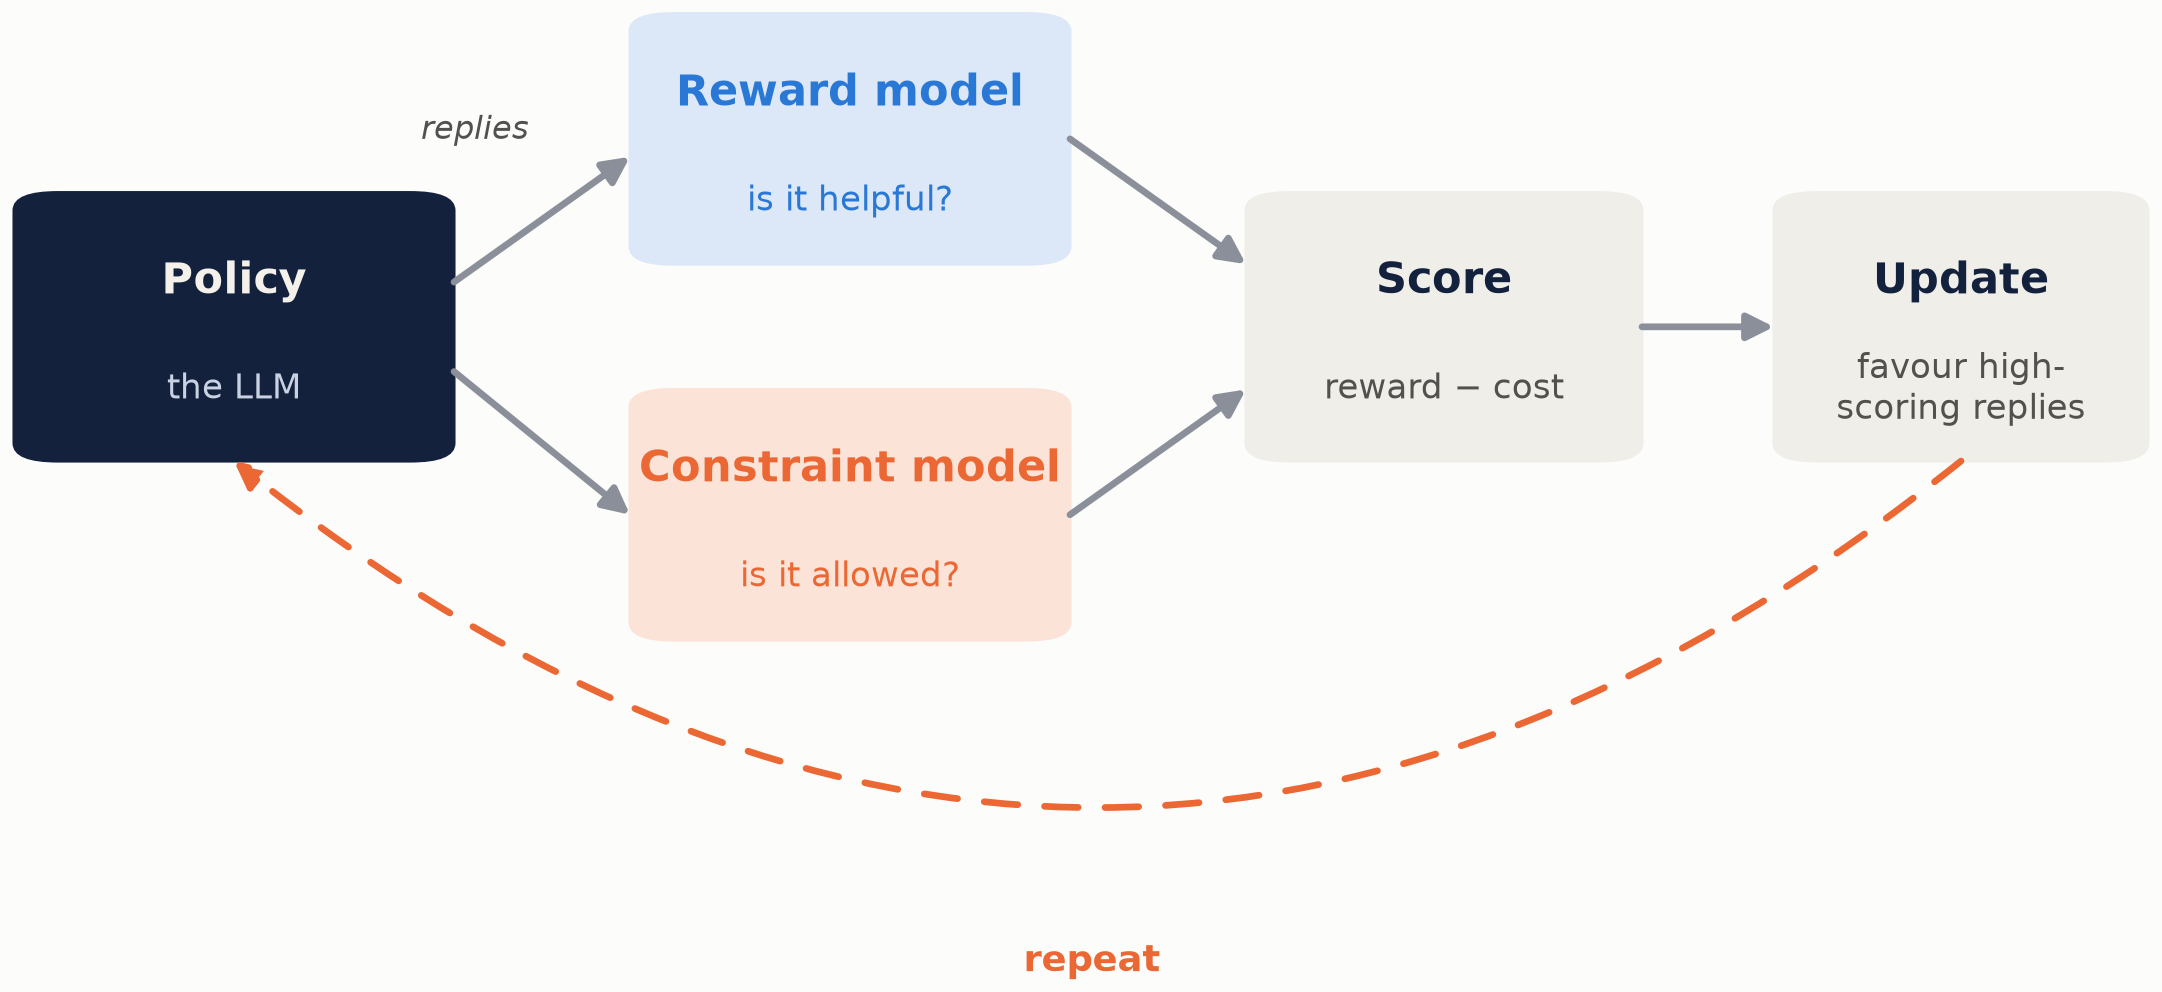 Policy
the LLM
replies
Reward model
is it helpful?
Constraint model
is it allowed?
Score
reward − cost
Update
favour high-
scoring replies
repeat